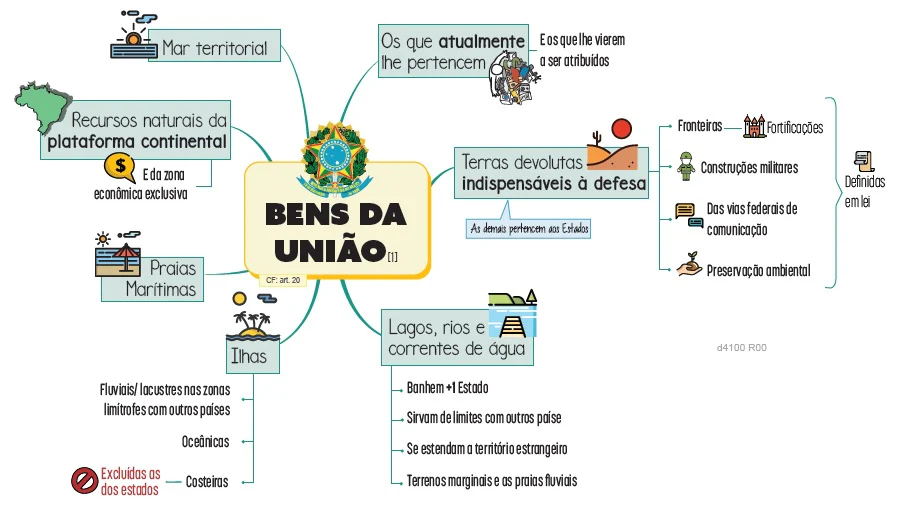 Mar territorial
Os que atualmente
lhe pertencem
E os que lhe vierem
a ser atribuídos
Recursos naturais da
plataforma continental
$
E da zona
econômica exclusiva
Terras devolutas
indispensáveis à defesa
As demais pertencem aos Estados
Fronteiras
Fortificações
Construções militares
Das vias federais de
comunicação
Preservação ambiental
Definidas
em lei
BENS DA
UNIÃO[1]
CF: art. 20
Praias
Marítimas
Ilhas
Fluviais/ lacustres nas zonas
limítrofes com outros países
Oceânicas
Costeiras
Excluídas as
dos estados
Lagos, rios e
correntes de água
Banhem +1 Estado
Sirvam de limites com outro paíse
Se estendam a território estrangeiro
Terrenos marginais e as praias fluviais
d4100 R00